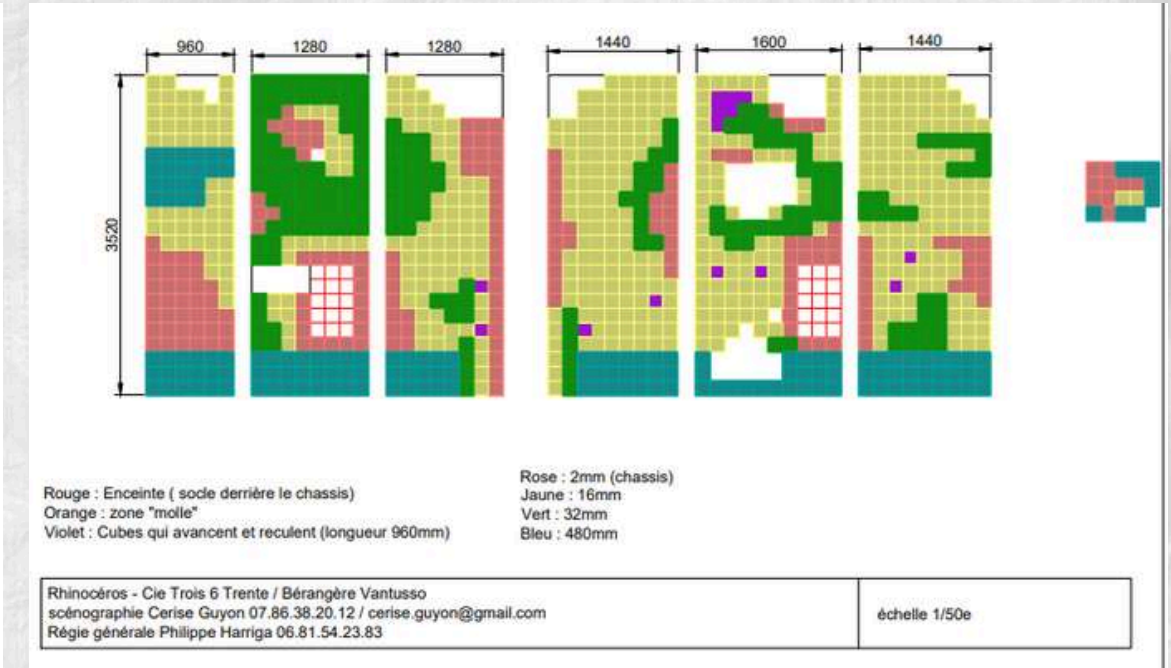 960
1280
1280
1440
1600
1440
3520
Rouge : Enceinte ( socle derrière le chassis)
Orange : zone "molle"
Violet : Cubes qui avancent et reculent (longueur 960mm)
Rose : 2mm (chassis)
Jaune : 16mm
Vert : 32mm
Bleu : 480mm
Rhinocéros - Cie Trois 6 Trente / Bérangère Vantusso
scénographie Cerise Guyon 07.86.38.20.12 / cerise.guyon@gmail.com
Régie générale Philippe Harriga 06.81.54.23.83
échelle 1/50e